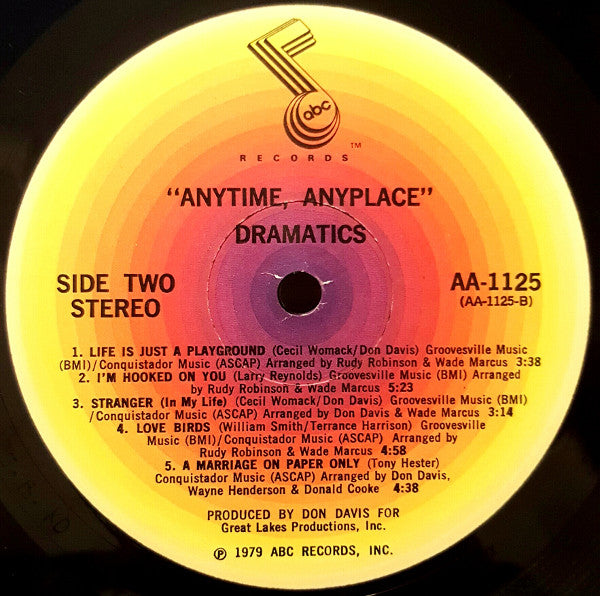 abc
TM
RECORDS
"ANYTIME, ANYPLACE"
DRAMATICS
SIDE TWO
STEREO
AA-1125
(AA-1125-B)
1. LIFE IS JUST A PLAYGROUND (Cecil Womack/Don Davis) Groovesville Music
(BMI)/Conquistador Music (ASCAP) Arranged by Rudy Robinson & Wade Marcus 3:38
2. I'M HOOKED ON YOU (Larry Reynolds) Groovesville Music (BMI) Arranged
by Rudy Robinson & Wade Marcus 5:23
3. STRANGER (In My Life) (Cecil Womack/Don Davis) Groovesville Music (BMI)
/Conquistador Music (ASCAP) Arranged by Don Davis & Wade Marcus 3:14
4. LOVE BIRDS (William Smith/Terrance Harrison) Groovesville
Music (BMI)/Conquistador Music (ASCAP) Arranged by
Rudy Robinson & Wade Marcus 4:58
5. A MARRIAGE ON PAPER ONLY (Tony Hester)
Conquistador Music (ASCAP) Arranged by Don Davis,
Wayne Henderson & Donald Cooke 4:38
PRODUCED BY DON DAVIS FOR
Great Lakes Productions, Inc.
℗ 1979 ABC RECORDS, INC.